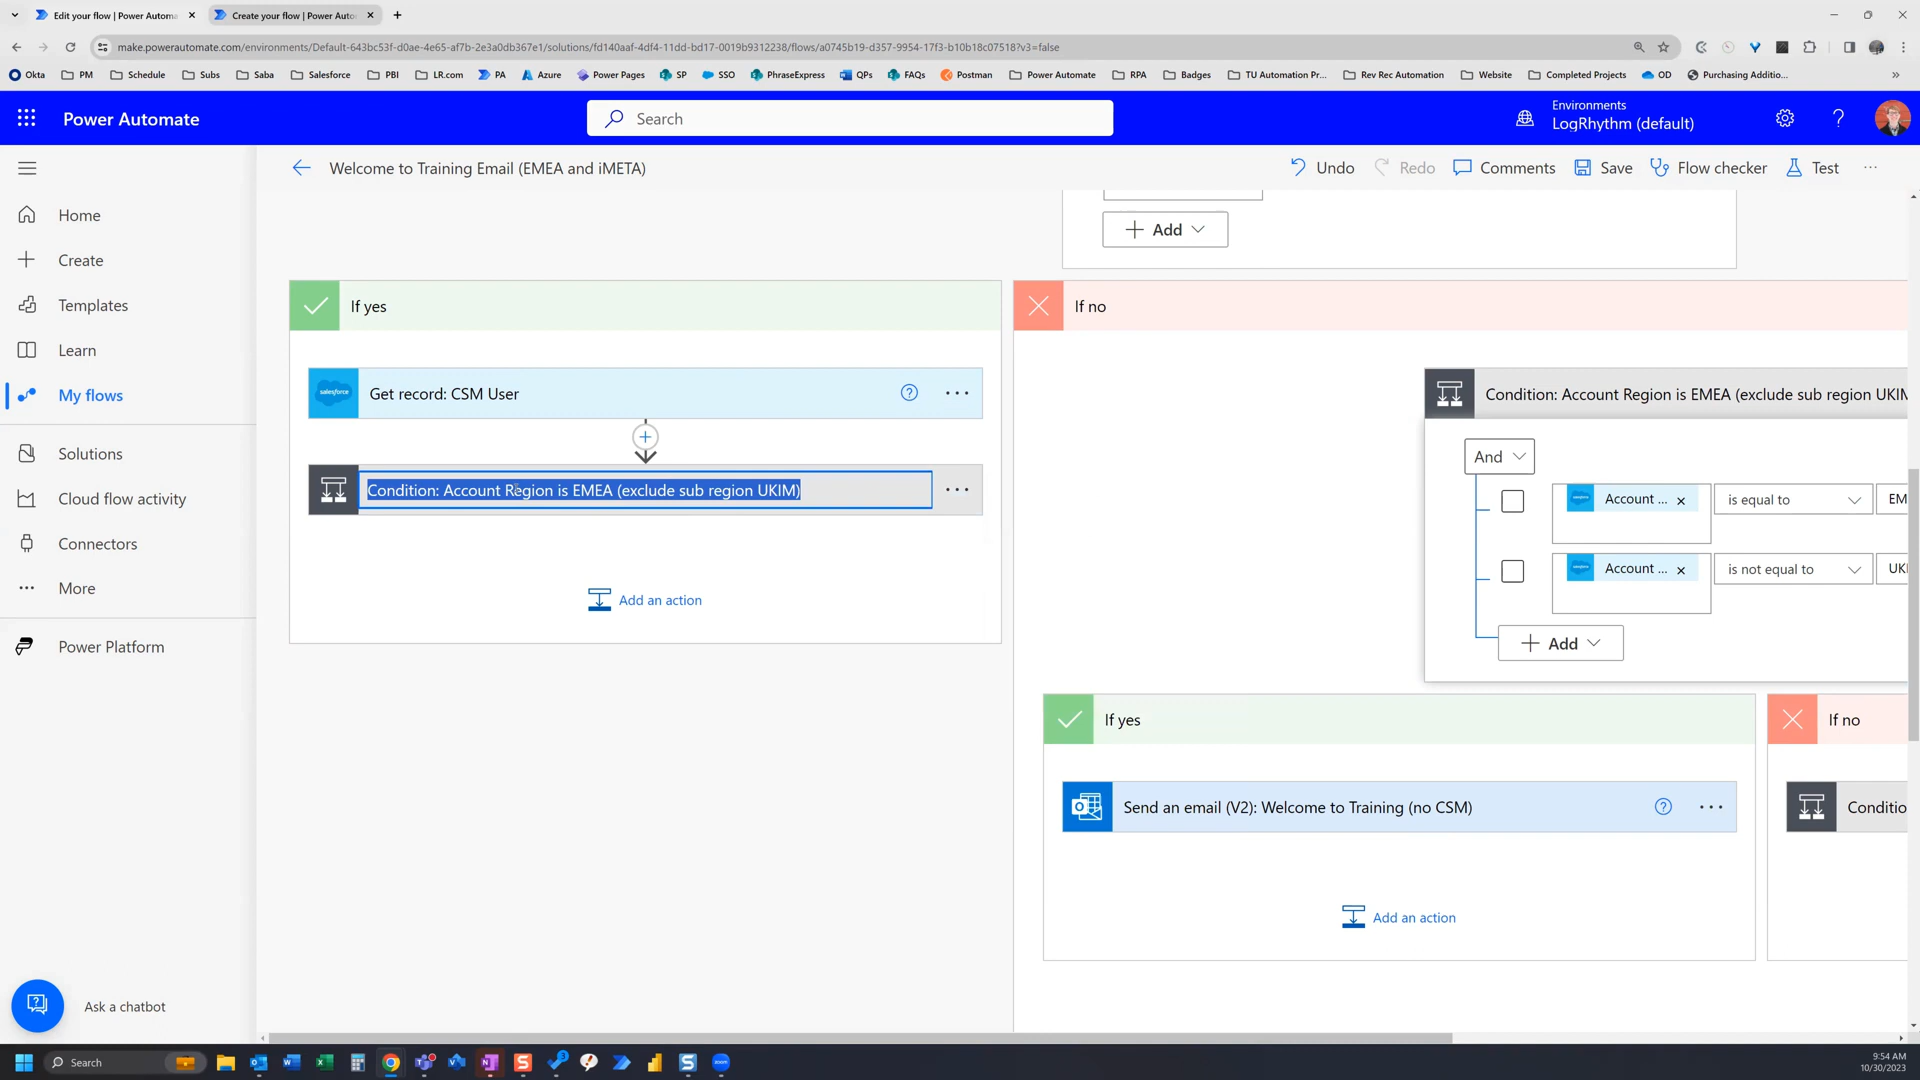 Edit your flow | Power Automa
Create your flow | Power Auto
make.powerautomate.com/environments/Default-643bc53f-d0ae-4e65-af7b-2e3a0db367e1/solutions/fd140aaf-4df4-11dd-bd17-0019b9312238/flows/a0745b19-d357-9954-17f3-b10b18c07518?v3=false
Okta PM Schedule Subs Saba Salesforce PBI LR.com PA Azure Power Pages SP SSO PhraseExpress QPs FAQs Postman Power Automate RPA Badges TU Automation Pr... Rev Rec Automation Website Completed Projects OD Purchasing Additio...
Power Automate
Search
Environments
LogRhythm (default)
Welcome to Training Email (EMEA and iMETA)
Undo Redo Comments Save Flow checker Test
Home
Create
Templates
Learn
My flows
Solutions
Cloud flow activity
Connectors
More
Power Platform
Ask a chatbot
Add
If yes
salesforce
Get record: CSM User
Condition: Account Region is EMEA (exclude sub region UKIM)
Add an action
If no
Condition: Account Region is EMEA (exclude sub region UKIM
And
Account ... is equal to EM
Account ... is not equal to UKI
Add
If yes
Send an email (V2): Welcome to Training (no CSM)
Add an action
If no
Conditio
Search
9:54 AM
10/30/2023